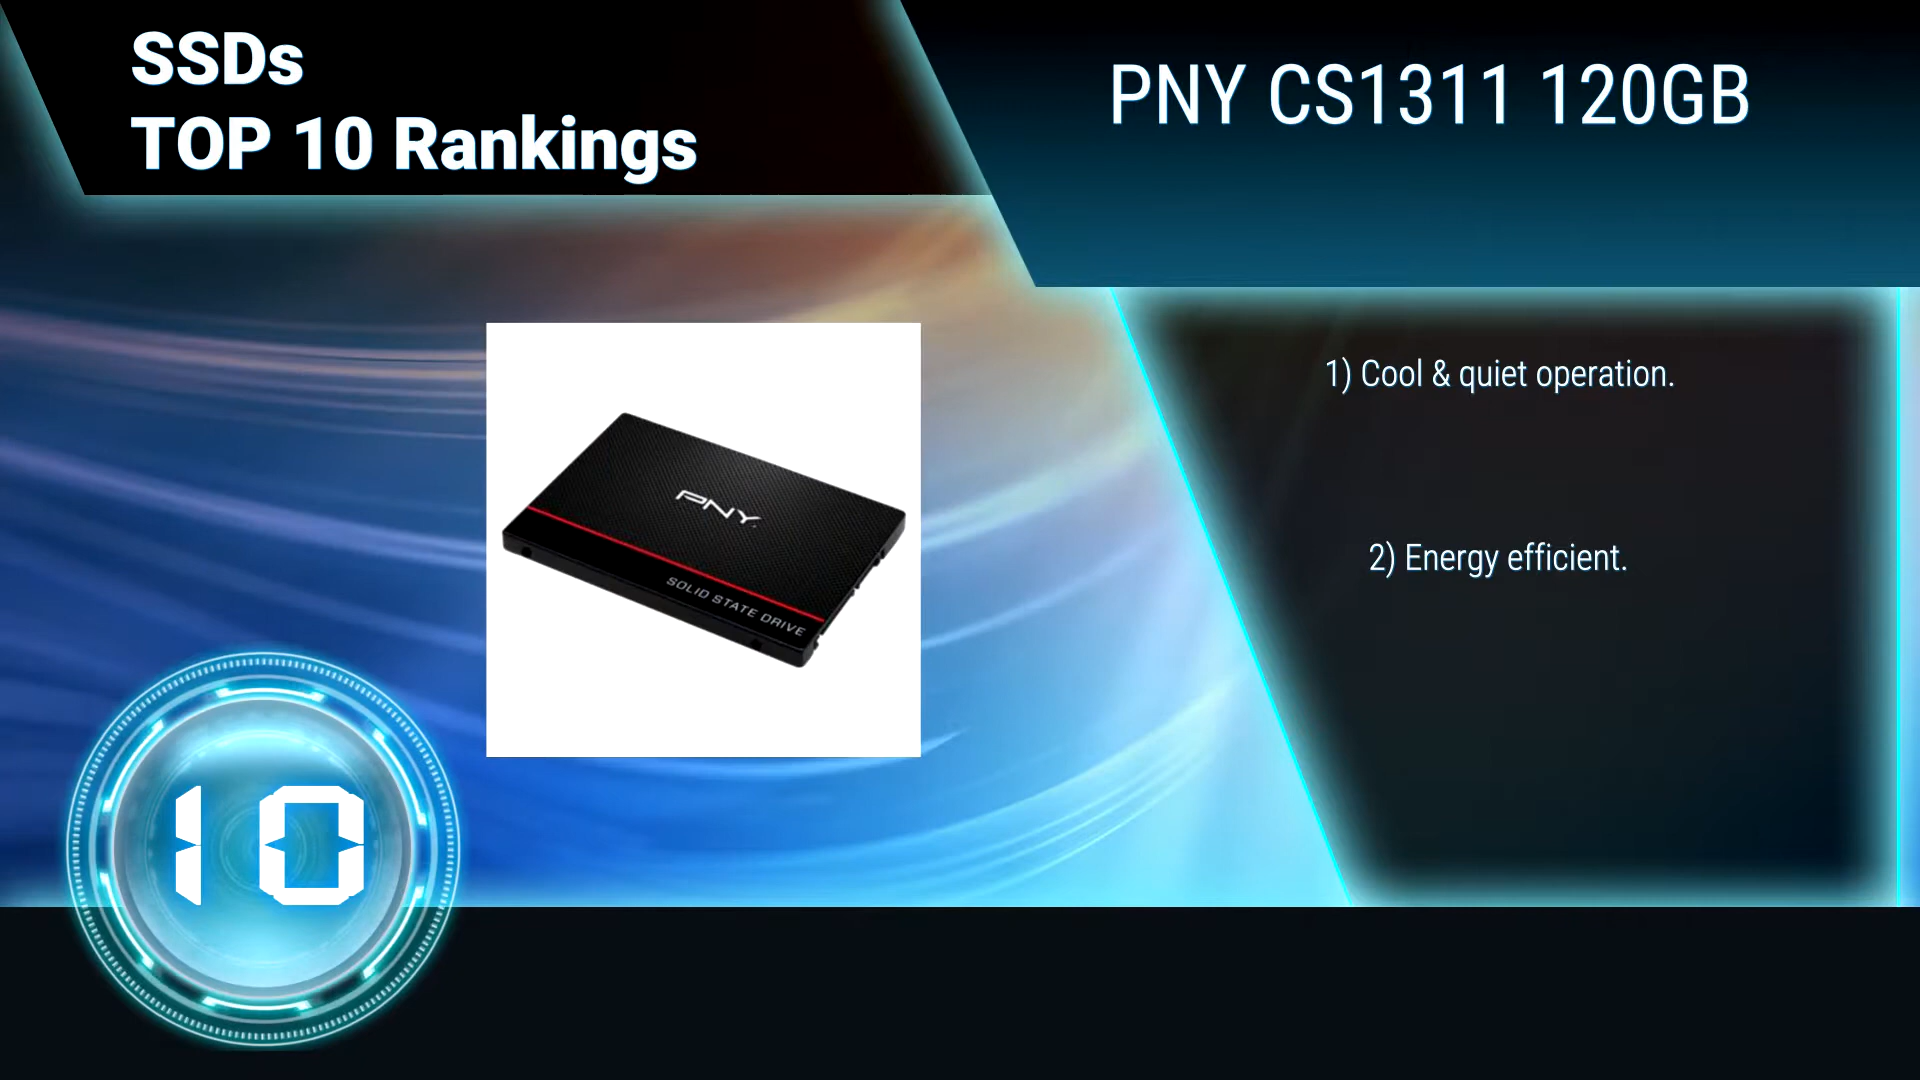 SSDs
TOP 10 Rankings
PNY CS1311 120GB
1) Cool & quiet operation.
PNY
SOLID STATE DRIVE
2) Energy efficient.
10